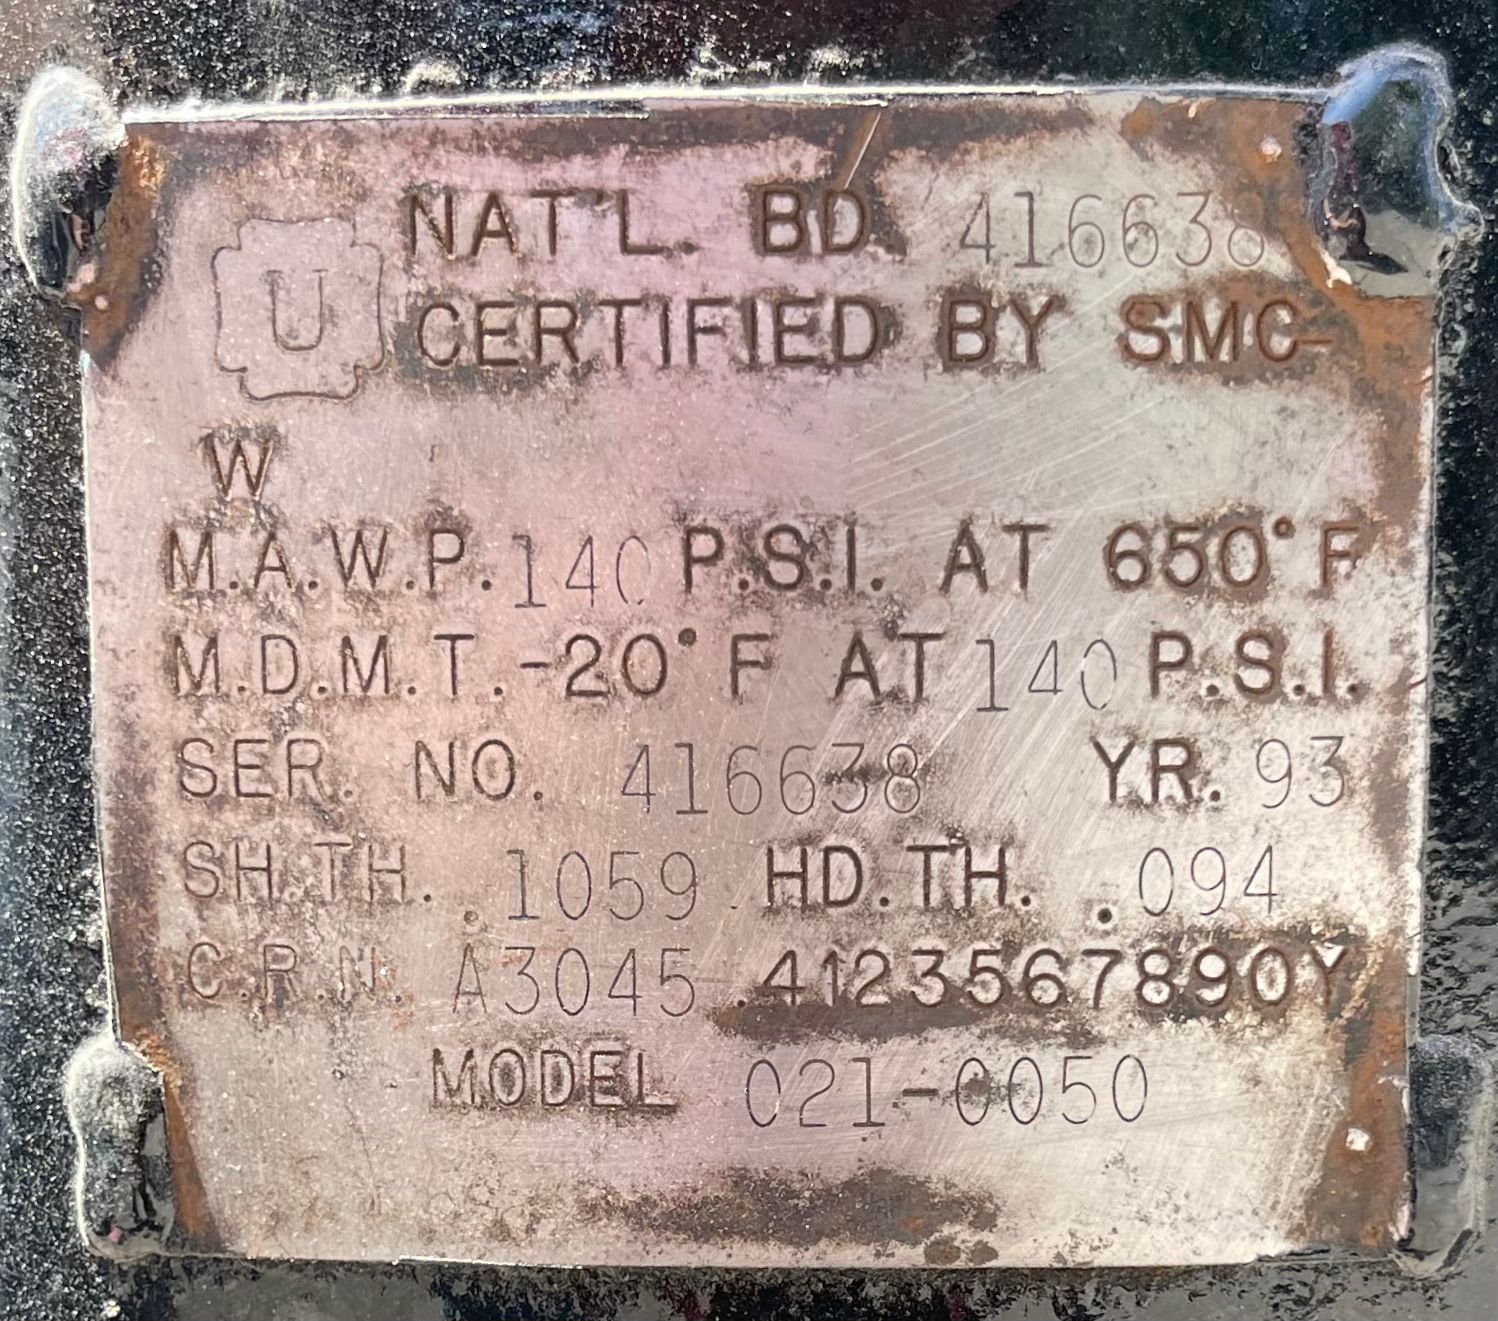 NAT'L. BD. 416638
U CERTIFIED BY SMC-
W
M.A.W.P. 140 P.S.I. AT 650°F
M.D.M.T. -20°F AT 140 P.S.I.
SER. NO. 416638 YR. 93
SH.TH. .1059 HD.TH. .094
C.R.N. A3045 .4123567890Y
MODEL 021-0050